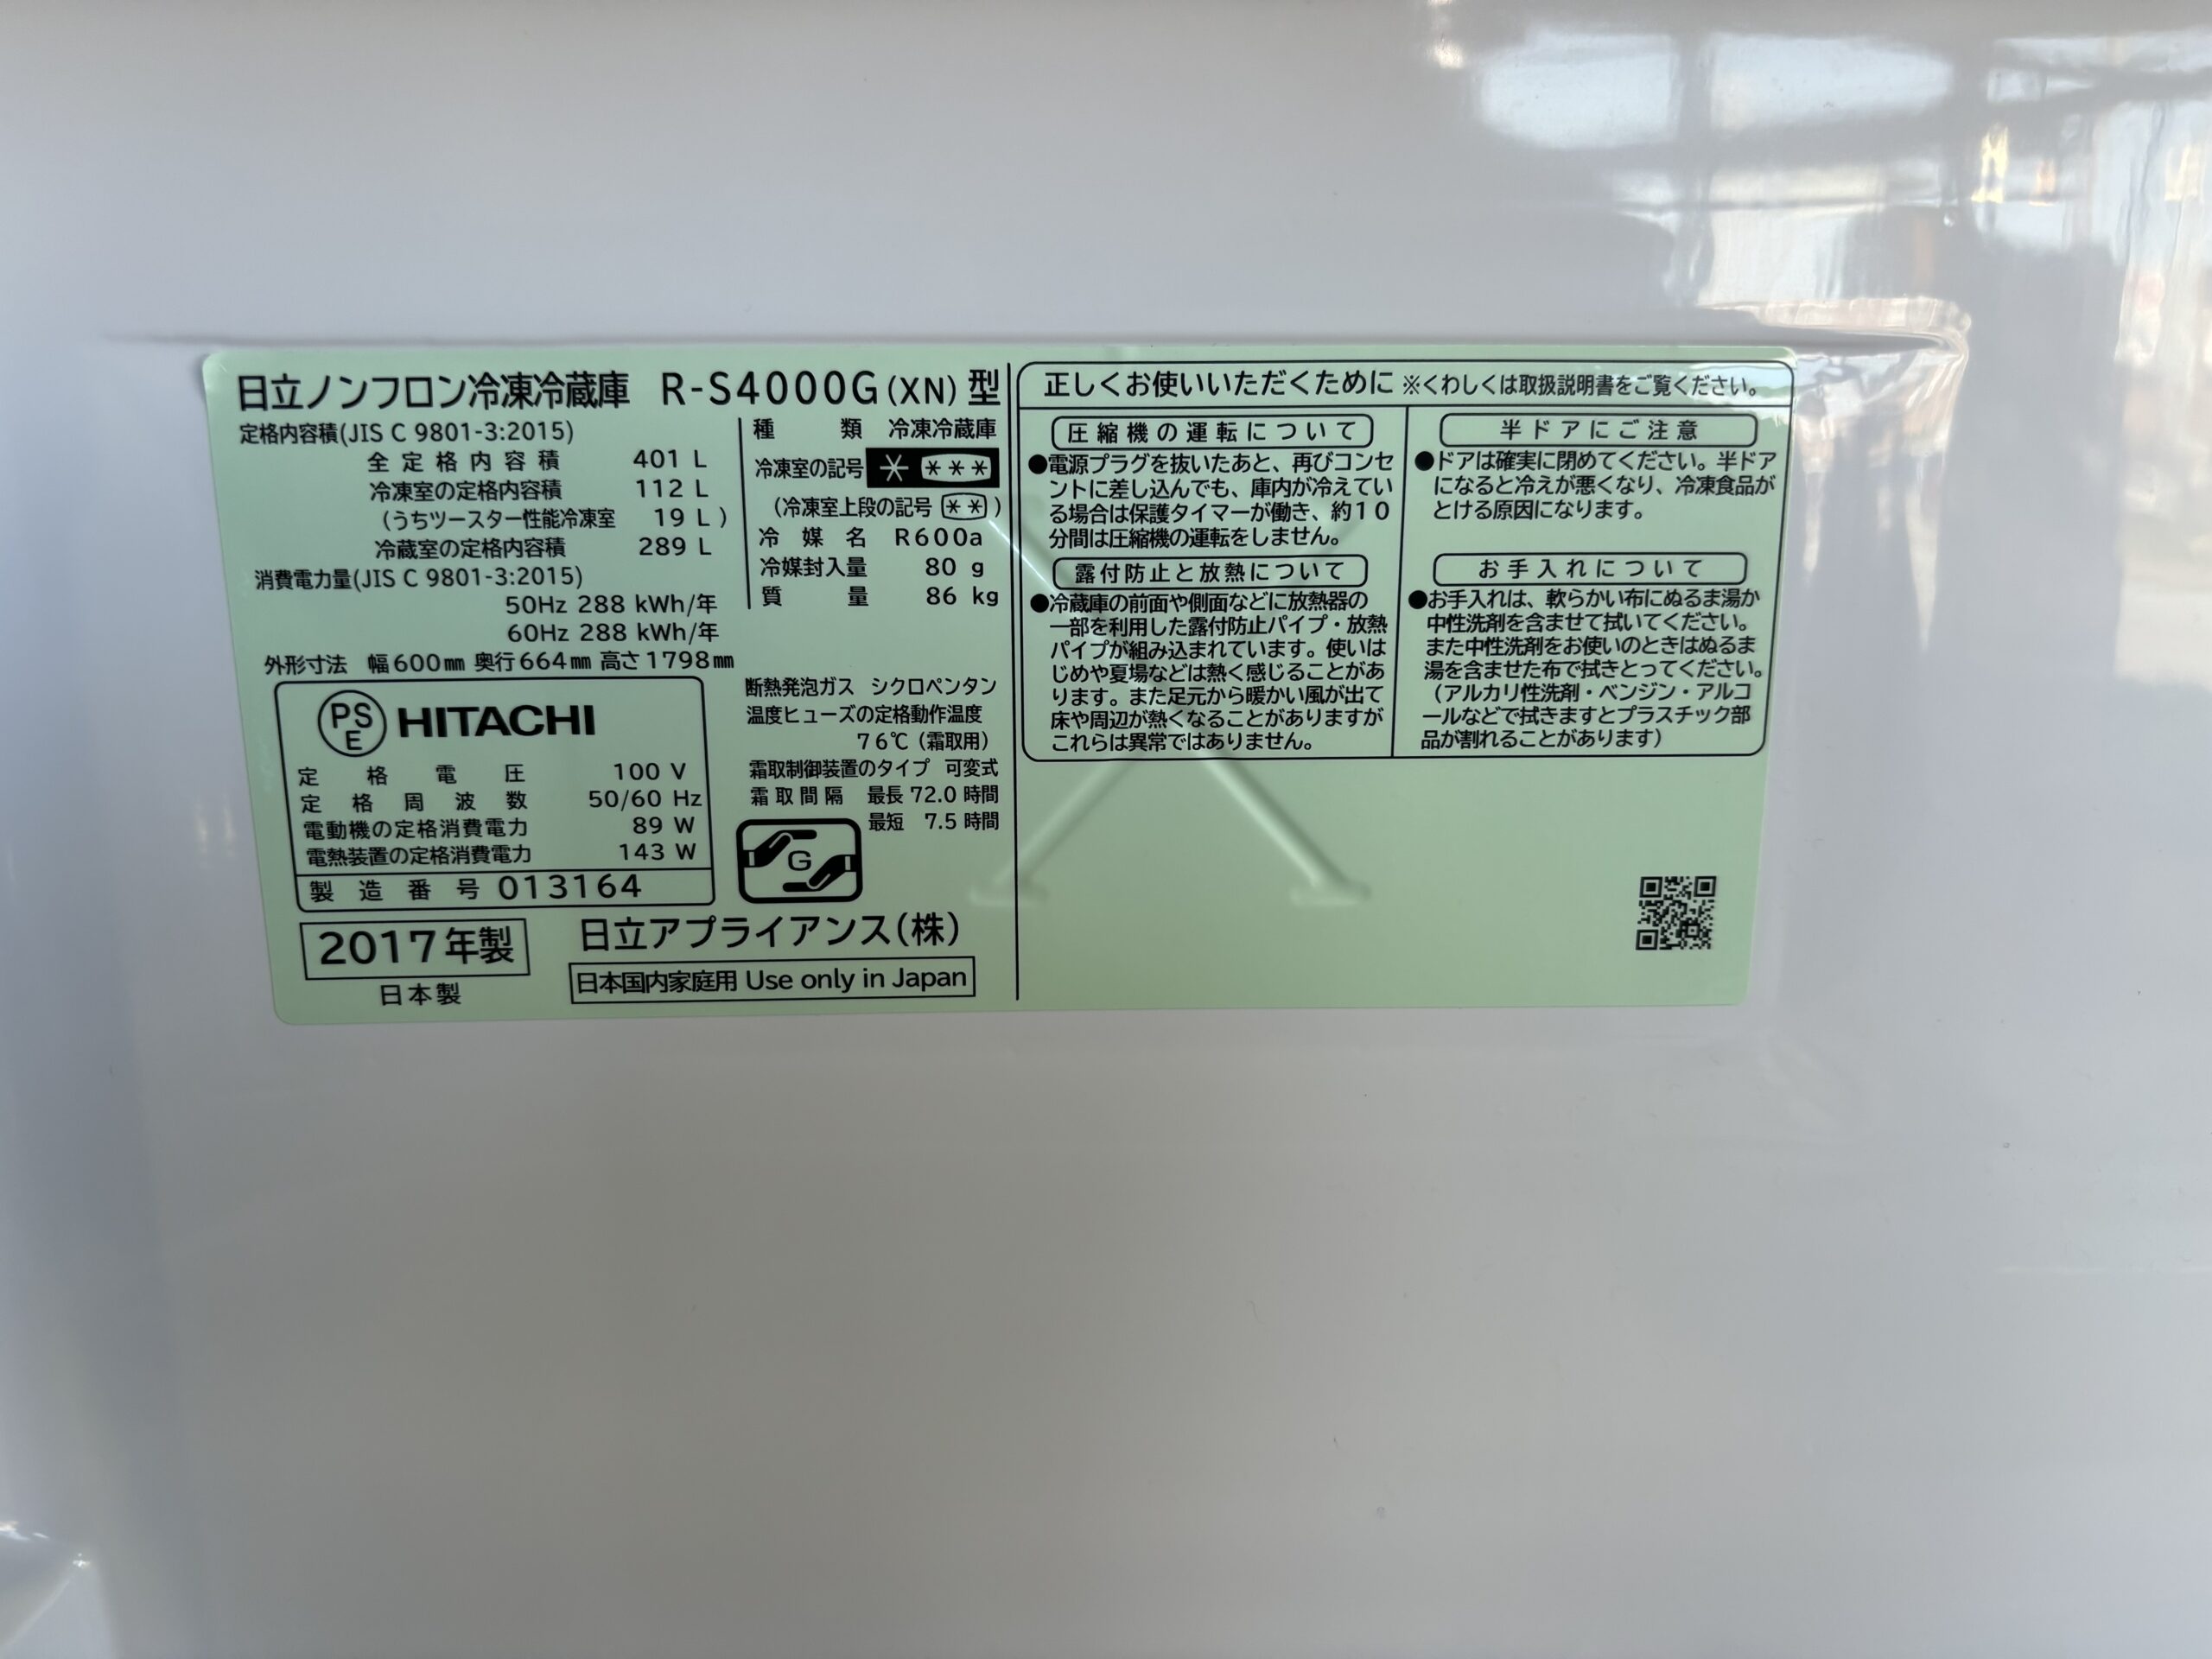 日立ノンフロン冷凍冷蔵庫 R-S4000G(XN)型
定格内容積(JIS C 9801-3:2015)
全定格内容積 401 L
冷凍室の定格内容積 112 L
(うちツースター性能冷凍室 19 L)
冷蔵室の定格内容積 289 L
消費電力量(JIS C 9801-3:2015)
50Hz 288 kWh/年
60Hz 288 kWh/年
外形寸法 幅600mm 奥行664mm 高さ1798mm
PSE HITACHI
定格電圧 100 V
定格周波数 50/60 Hz
電動機の定格消費電力 89 W
電熱装置の定格消費電力 143 W
製造番号 013164
2017年製
日本製
種類 冷凍冷蔵庫
冷凍室の記号 * ***
(冷凍室上段の記号 **)
冷媒名 R600a
冷媒封入量 80 g
質量 86 kg
断熱発泡ガス シクロペンタン
温度ヒューズの定格動作温度
76℃(霜取用)
霜取制御装置のタイプ 可変式
霜取間隔 最長 72.0 時間
最短 7.5 時間
G
日立アプライアンス(株)
日本国内家庭用 Use only in Japan
正しくお使いいただくために ※くわしくは取扱説明書をご覧ください。
圧縮機の運転について
●電源プラグを抜いたあと、再びコンセ
ントに差し込んでも、庫内が冷えてい
る場合は保護タイマーが働き、約10
分間は圧縮機の運転をしません。
露付防止と放熱について
●冷蔵庫の前面や側面などに放熱器の
一部を利用した露付防止パイプ・放熱
パイプが組み込まれています。使いは
じめや夏場などは熱く感じることがあ
ります。また足元から暖かい風が出て
床や周辺が熱くなることがありますが
これらは異常ではありません。
半ドアにご注意
●ドアは確実に閉めてください。半ドア
になると冷えが悪くなり、冷凍食品が
とける原因になります。
お手入れについて
●お手入れは、軟らかい布にぬるま湯か
中性洗剤を含ませて拭いてください。
また中性洗剤をお使いのときはぬるま
湯を含ませた布で拭きとってください。
(アルカリ性洗剤・ベンジン・アルコ
ールなどで拭きますとプラスチック部
品が割れることがあります)